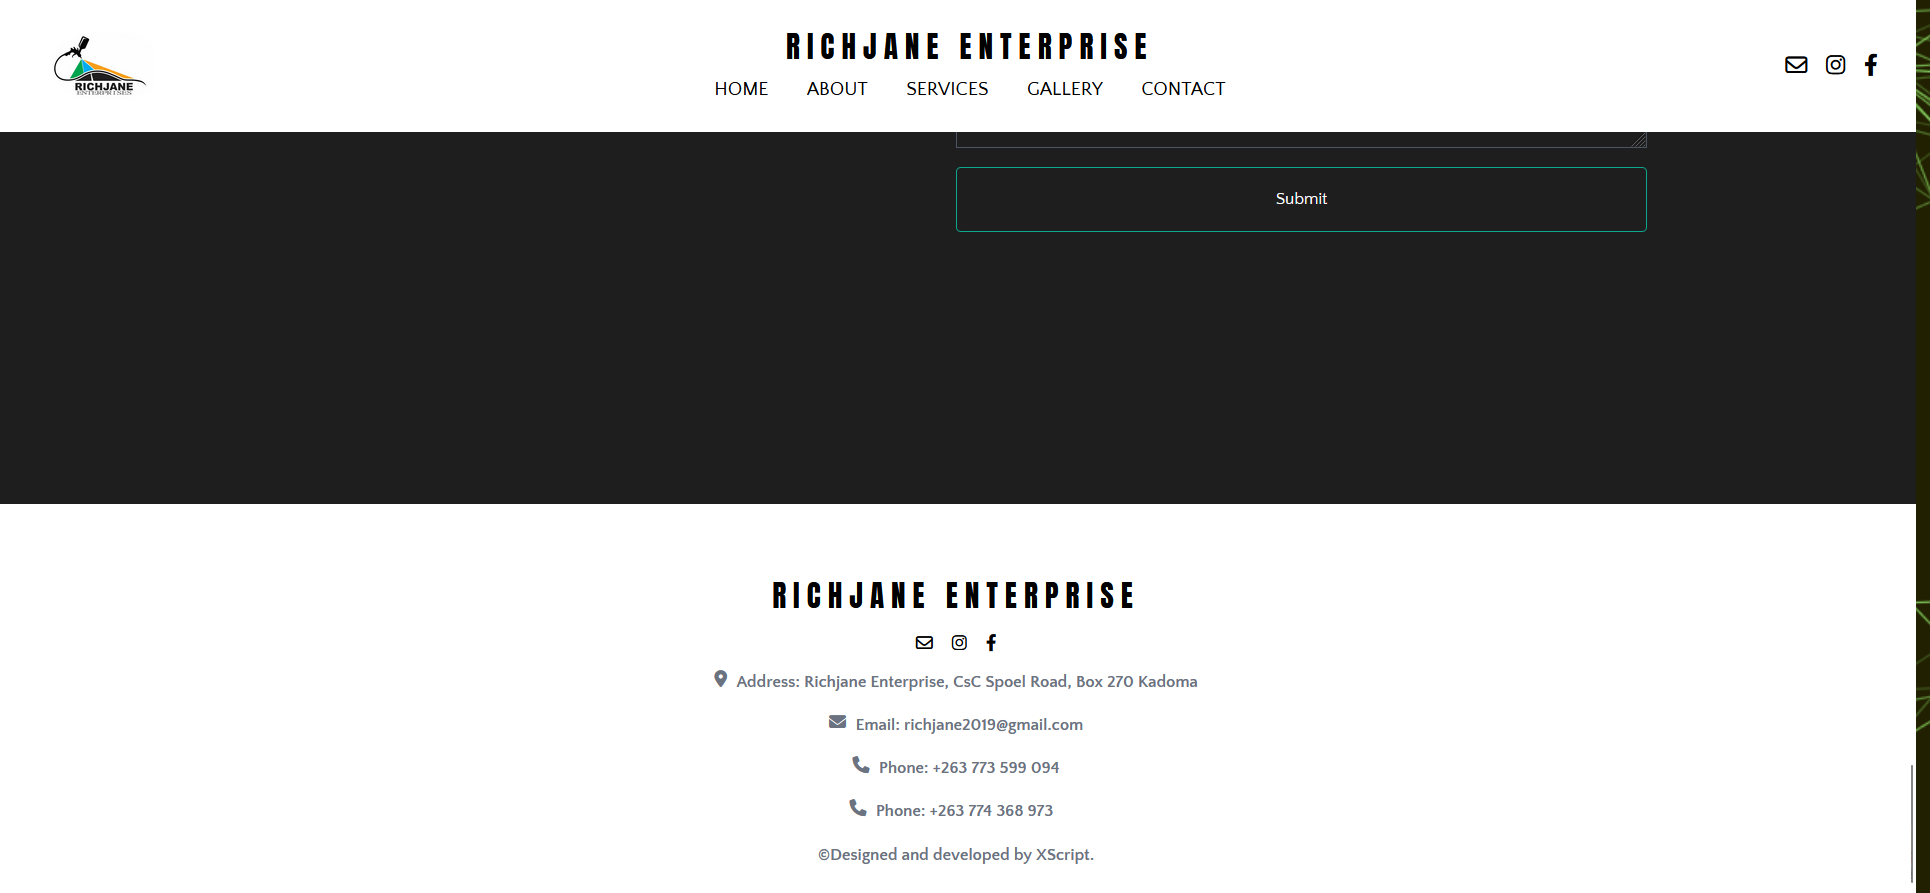 RICHJANE
ENTERPRISES
RICHJANE ENTERPRISE
HOME ABOUT SERVICES GALLERY CONTACT
Submit
RICHJANE ENTERPRISE
Address: Richjane Enterprise, CsC Spoel Road, Box 270 Kadoma
Email: richjane2019@gmail.com
Phone: +263 773 599 094
Phone: +263 774 368 973
©Designed and developed by XScript.